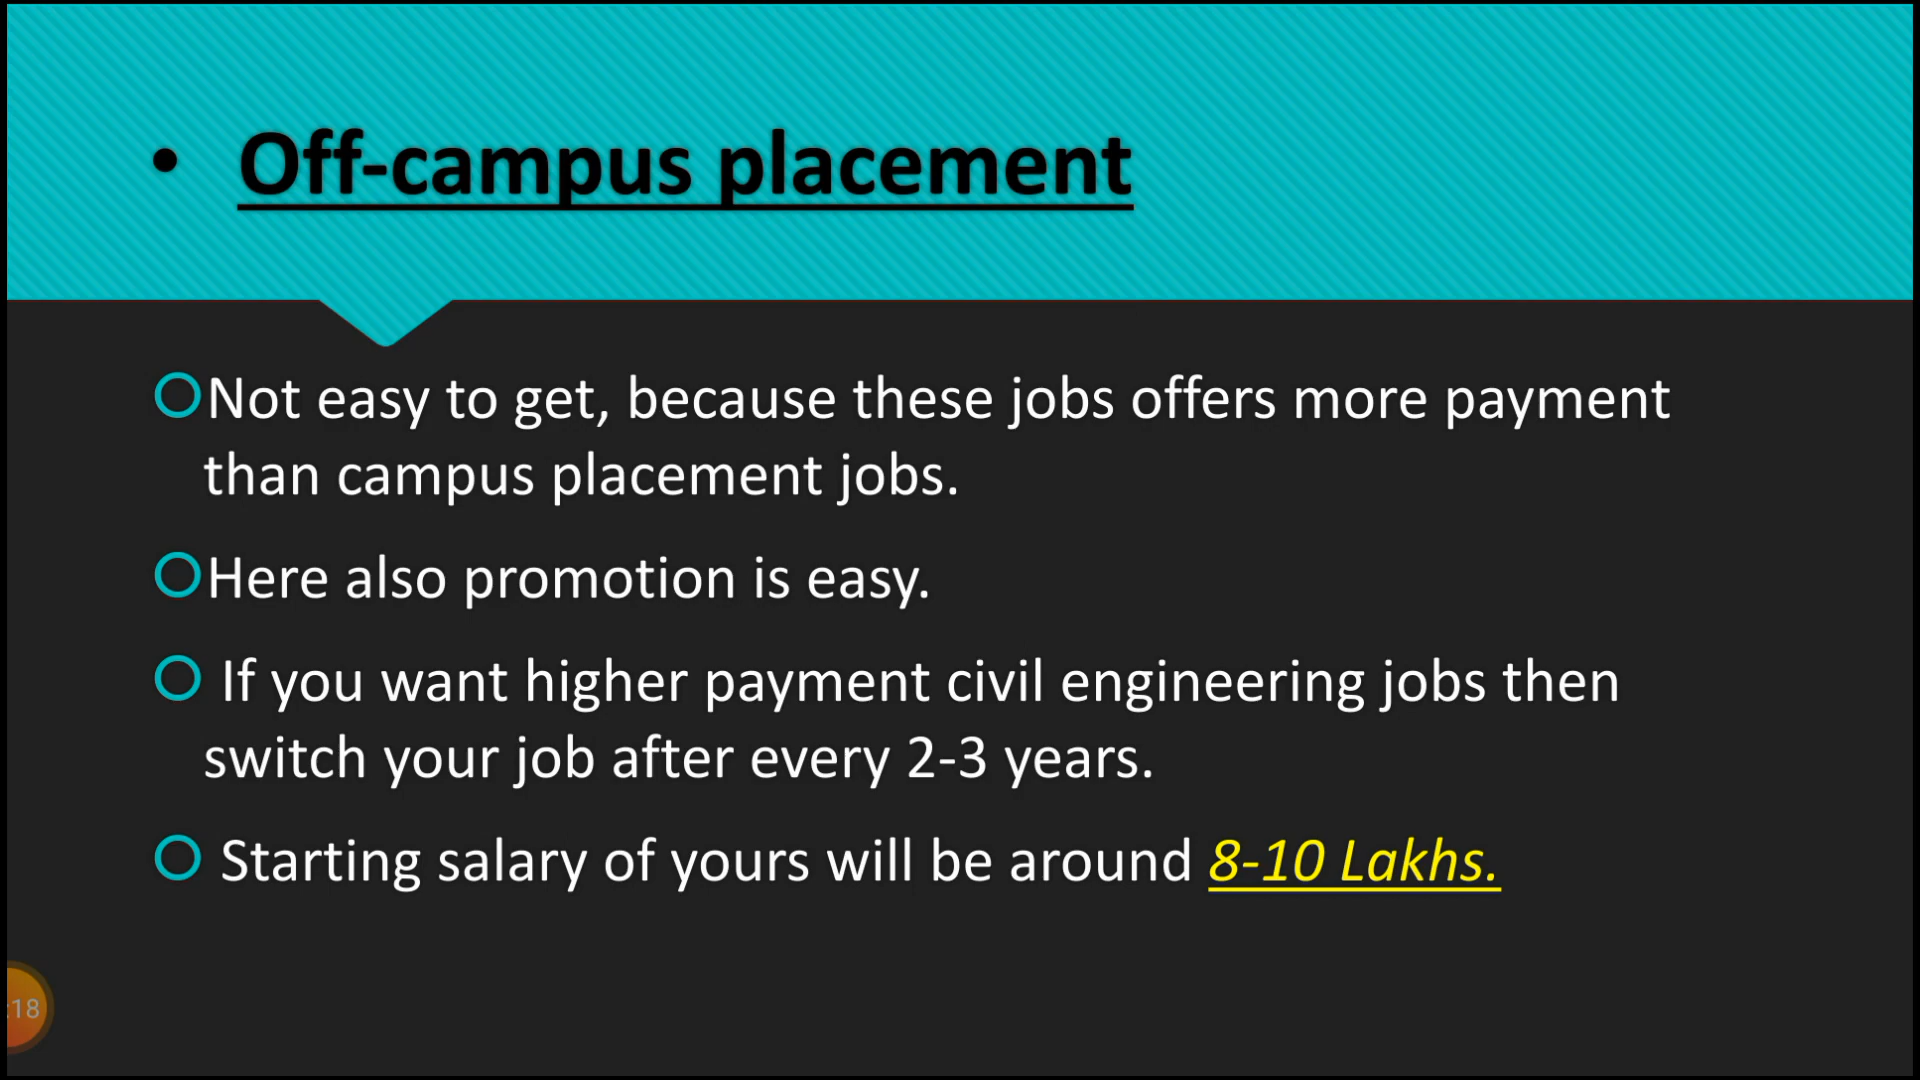 • Off-campus placement
Not easy to get, because these jobs offers more payment
than campus placement jobs.
Here also promotion is easy.
If you want higher payment civil engineering jobs then
switch your job after every 2-3 years.
Starting salary of yours will be around 8-10 Lakhs.
:18